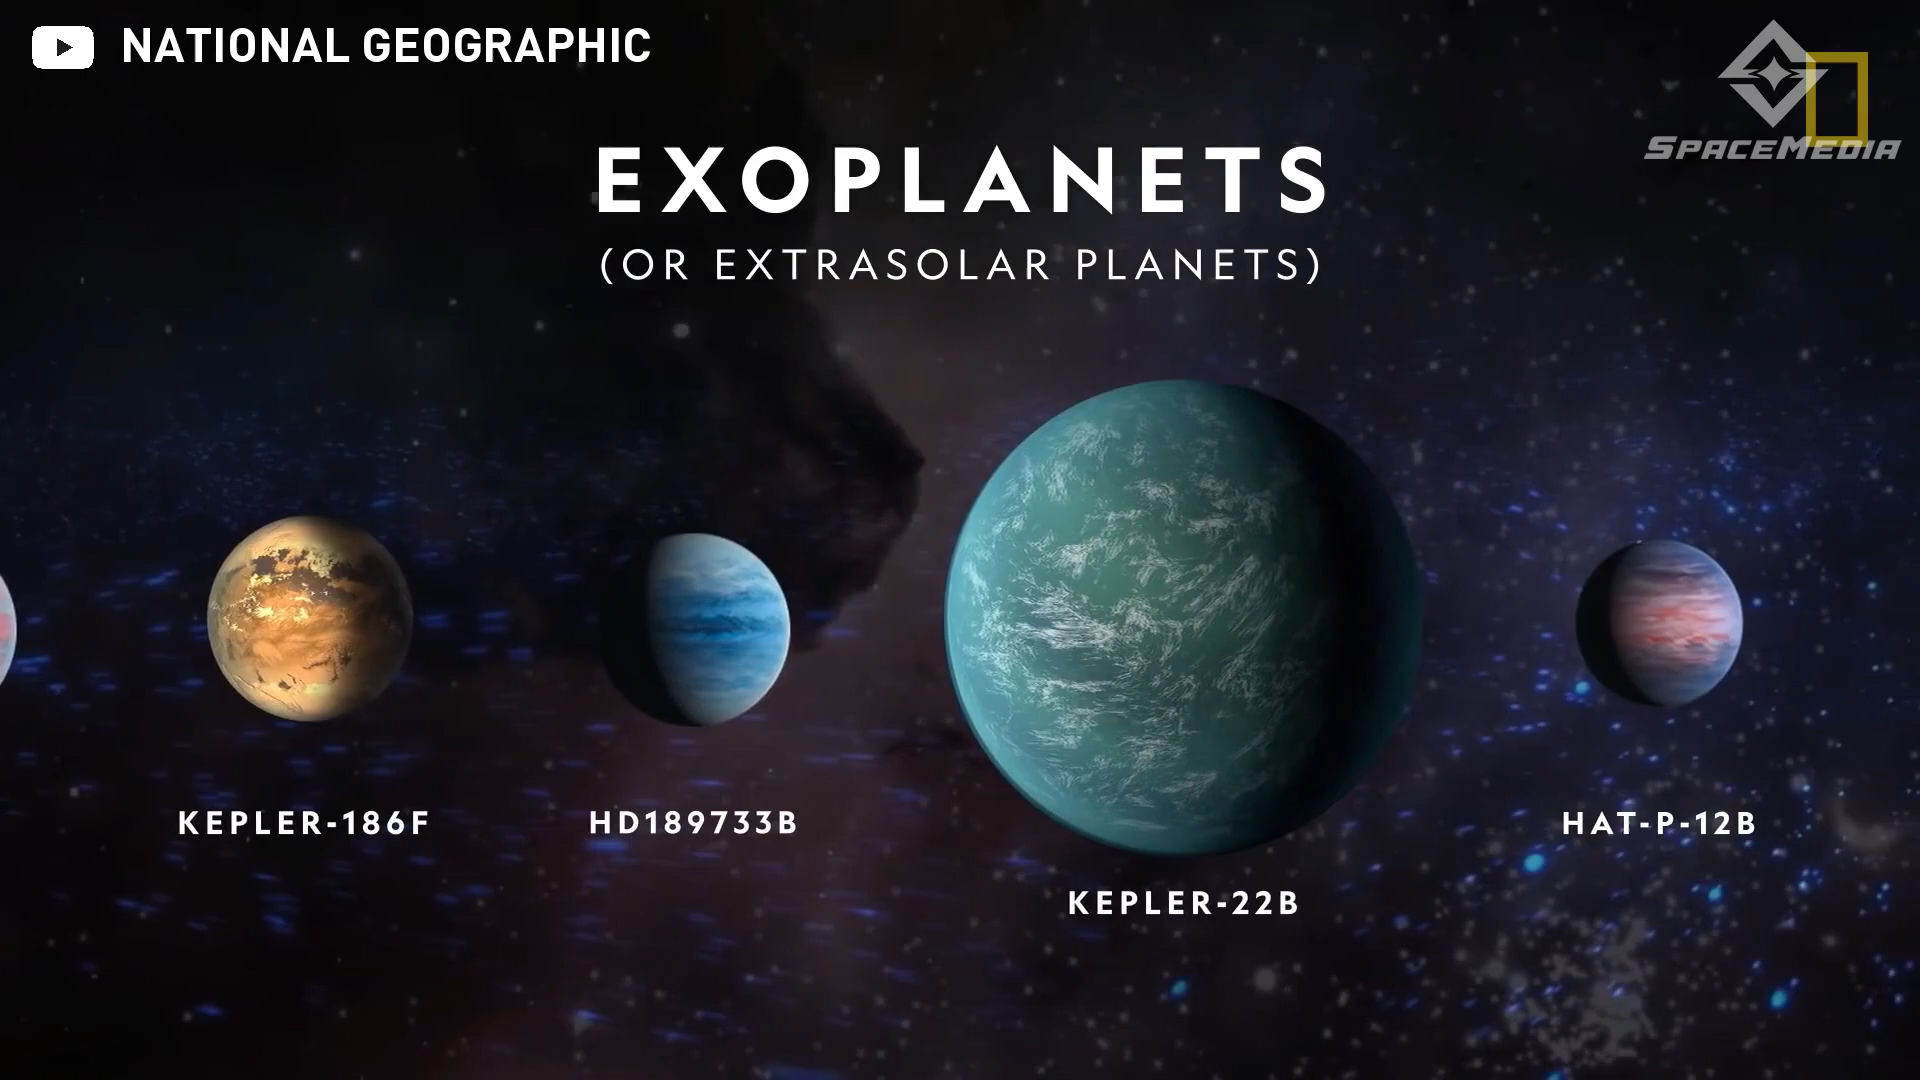 NATIONAL GEOGRAPHIC
SPACEMEDIA
EXOPLANETS
(OR EXTRASOLAR PLANETS)
KEPLER-186F
HD189733B
KEPLER-22B
HAT-P-12B